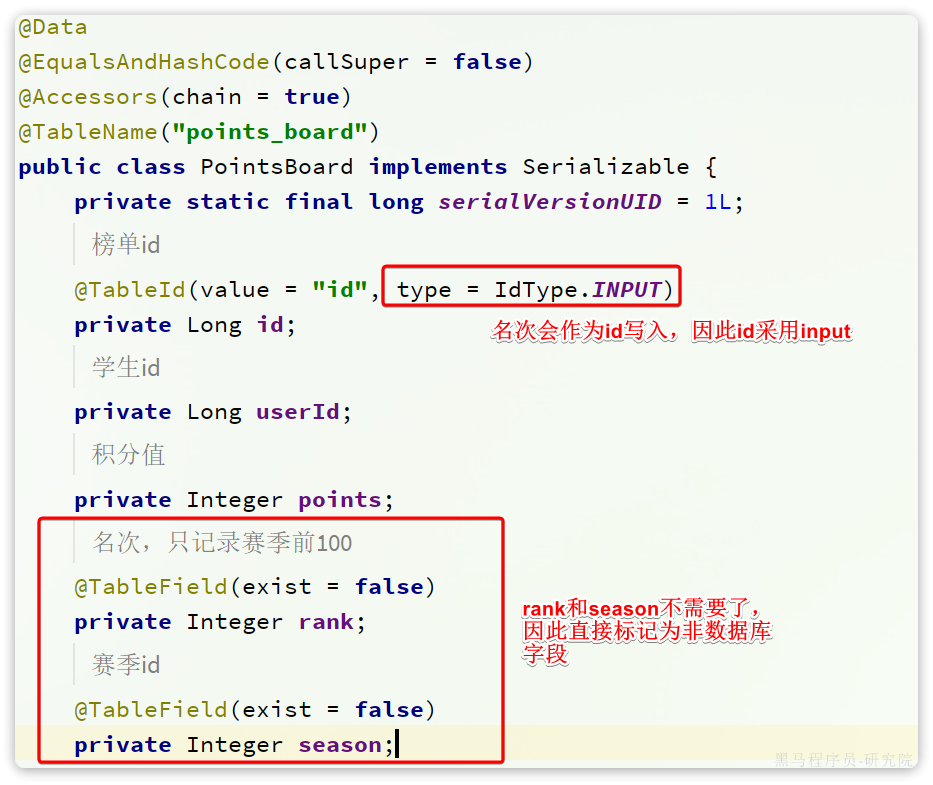 @Data
@EqualsAndHashCode(callSuper = false)
@Accessors(chain = true)
@TableName("points_board")
public class PointsBoard implements Serializable {
private static final long serialVersionUID = 1L;
榜单id
@TableId(value = "id", type = IdType.INPUT)
private Long id;
名次会作为id写入，因此id采用input
学生id
private Long userId;
积分值
private Integer points;
名次，只记录赛季前100
@TableField(exist = false)
private Integer rank;
rank和season不需要了，
因此直接标记为非数据库
字段
赛季id
@TableField(exist = false)
private Integer season;
黑马程序员-研究院